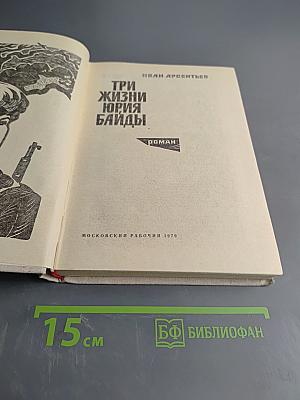 ИВАН АРСЕНТЬЕВ
ТРИ
ЖИЗНИ
ЮРИЯ
БАЙДЫ
роман
МОСКОВСКИЙ РАБОЧИЙ 1979
15 см
БФ БИБЛИОФАН